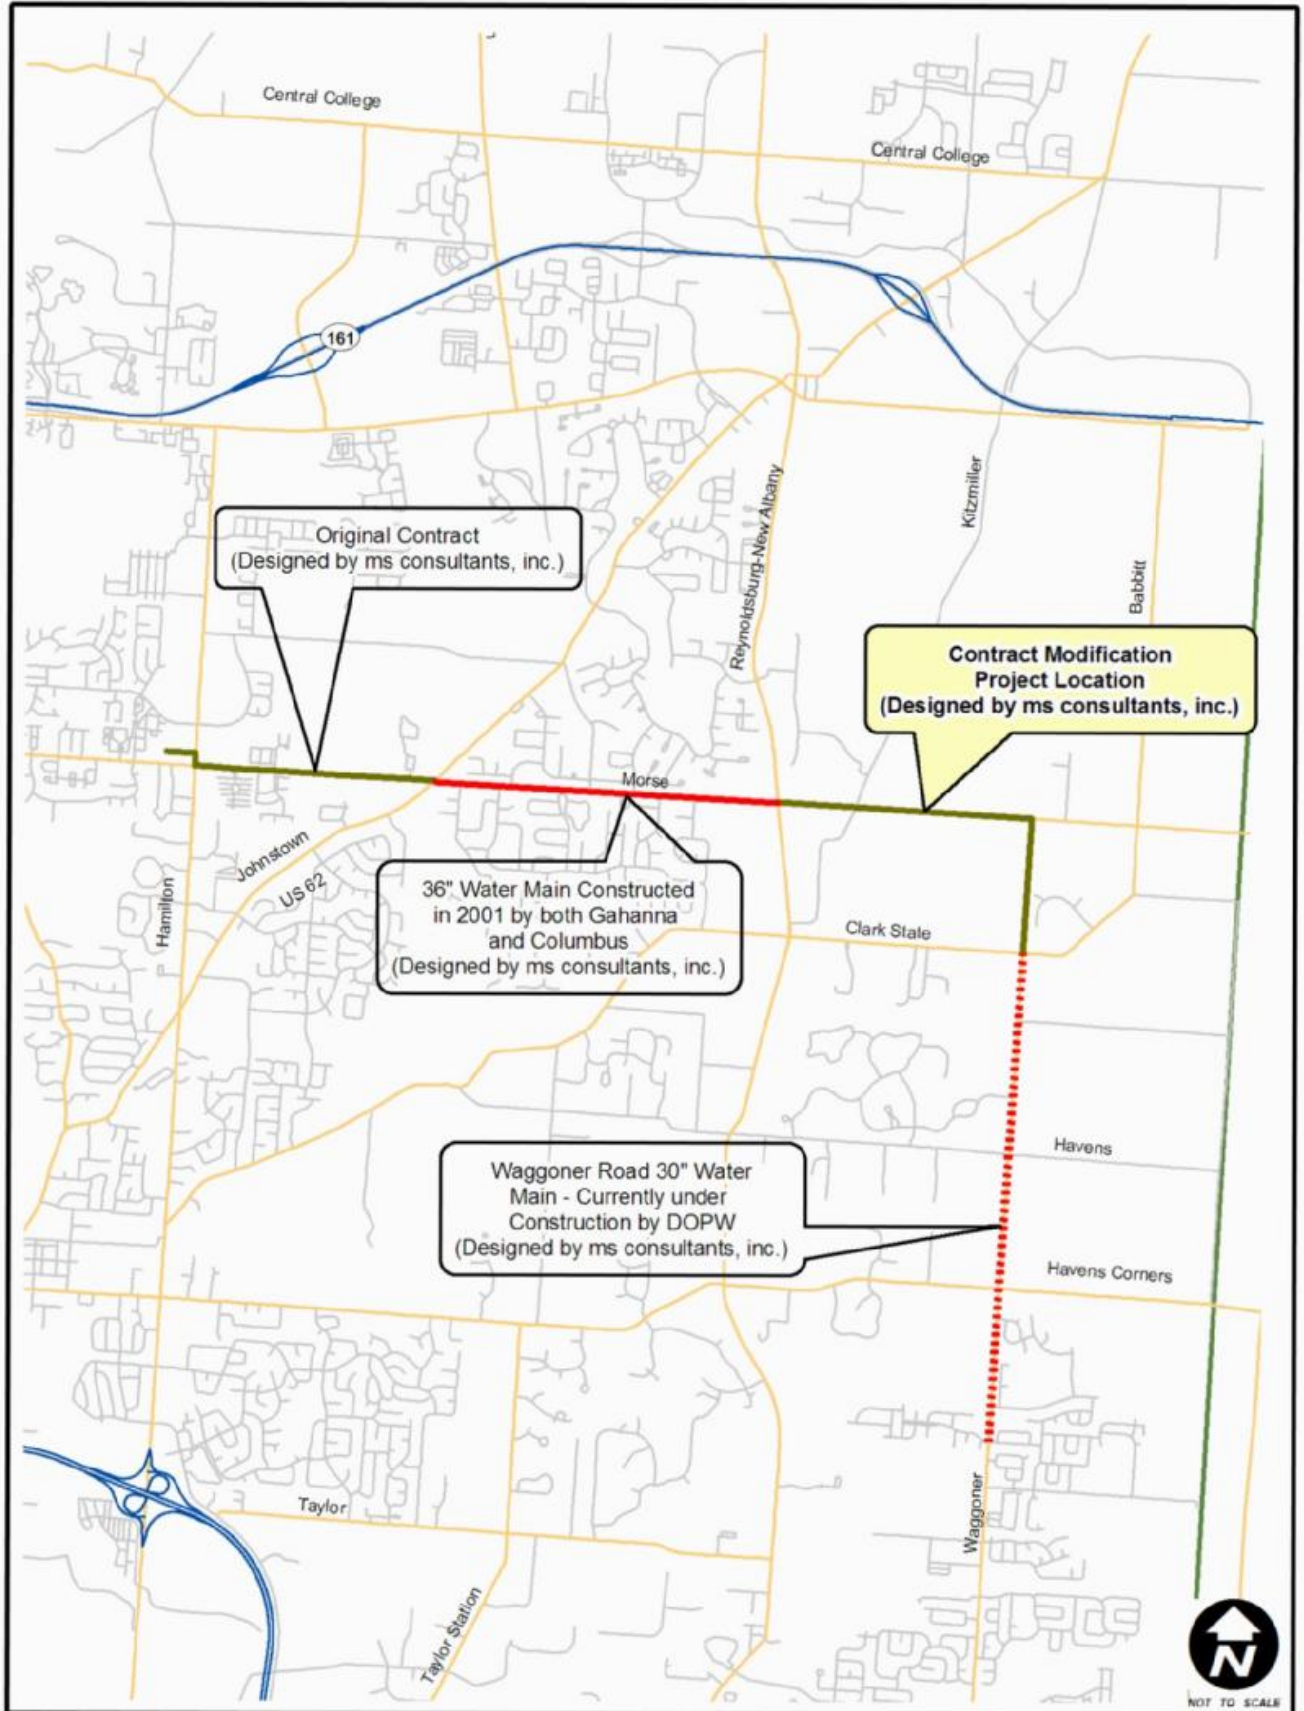 Central College
Central College
161
Reynoldsburg-New Albany
Kitzmiller
Babbitt
Original Contract
(Designed by ms consultants, inc.)
Contract Modification
Project Location
(Designed by ms consultants, inc.)
Morse
Johnstown
US 62
Hamilton
36" Water Main Constructed
in 2001 by both Gahanna
and Columbus
(Designed by ms consultants, inc.)
Clark State
Havens
Waggoner Road 30" Water
Main - Currently under
Construction by DOPW
(Designed by ms consultants, inc.)
Havens Corners
Taylor
Waggoner
Taylor Station
N
NOT TO SCALE